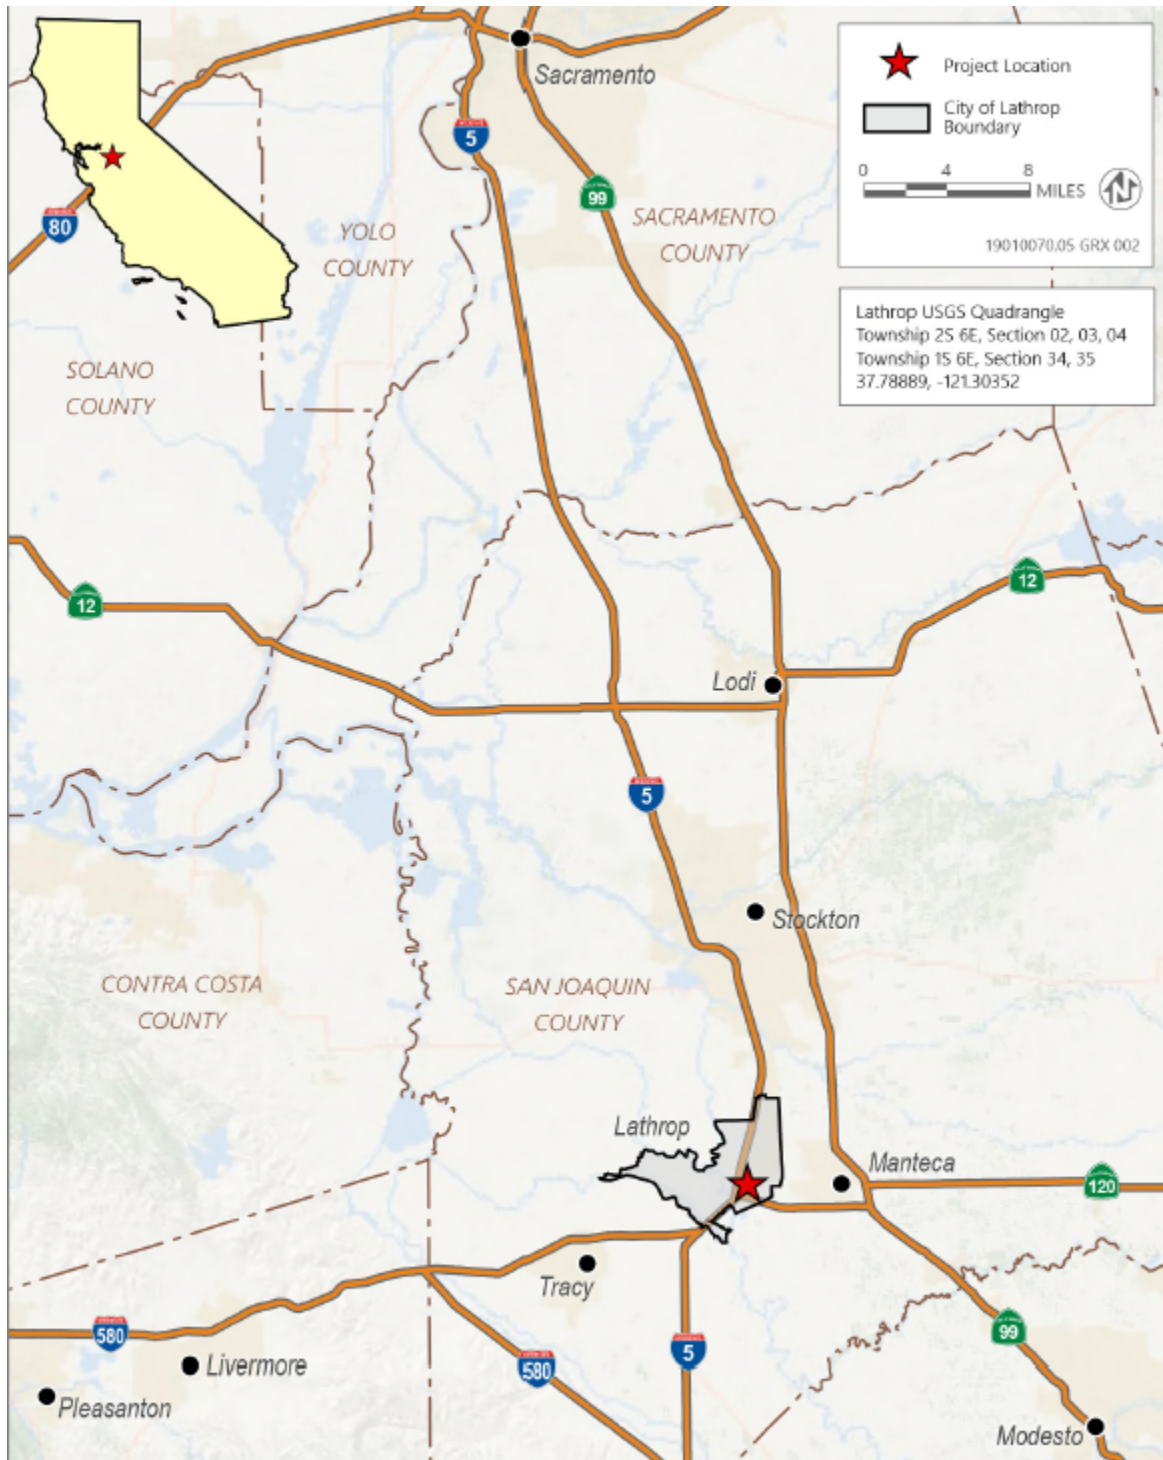 Sacramento
Project Location
City of Lathrop
Boundary
0 4 8
MILES
19010070.05 GRX 002
5
99
SACRAMENTO
COUNTY
YOLO
COUNTY
80
Lathrop USGS Quadrangle
Township 2S 6E, Section 02, 03, 04
Township 1S 6E, Section 34, 35
37.78889, -121.30352
SOLANO
COUNTY
12
12
Lodi
5
Stockton
CONTRA COSTA
COUNTY
SAN JOAQUIN
COUNTY
Lathrop
Manteca
120
Tracy
580
Livermore
580
5
99
Pleasanton
Modesto